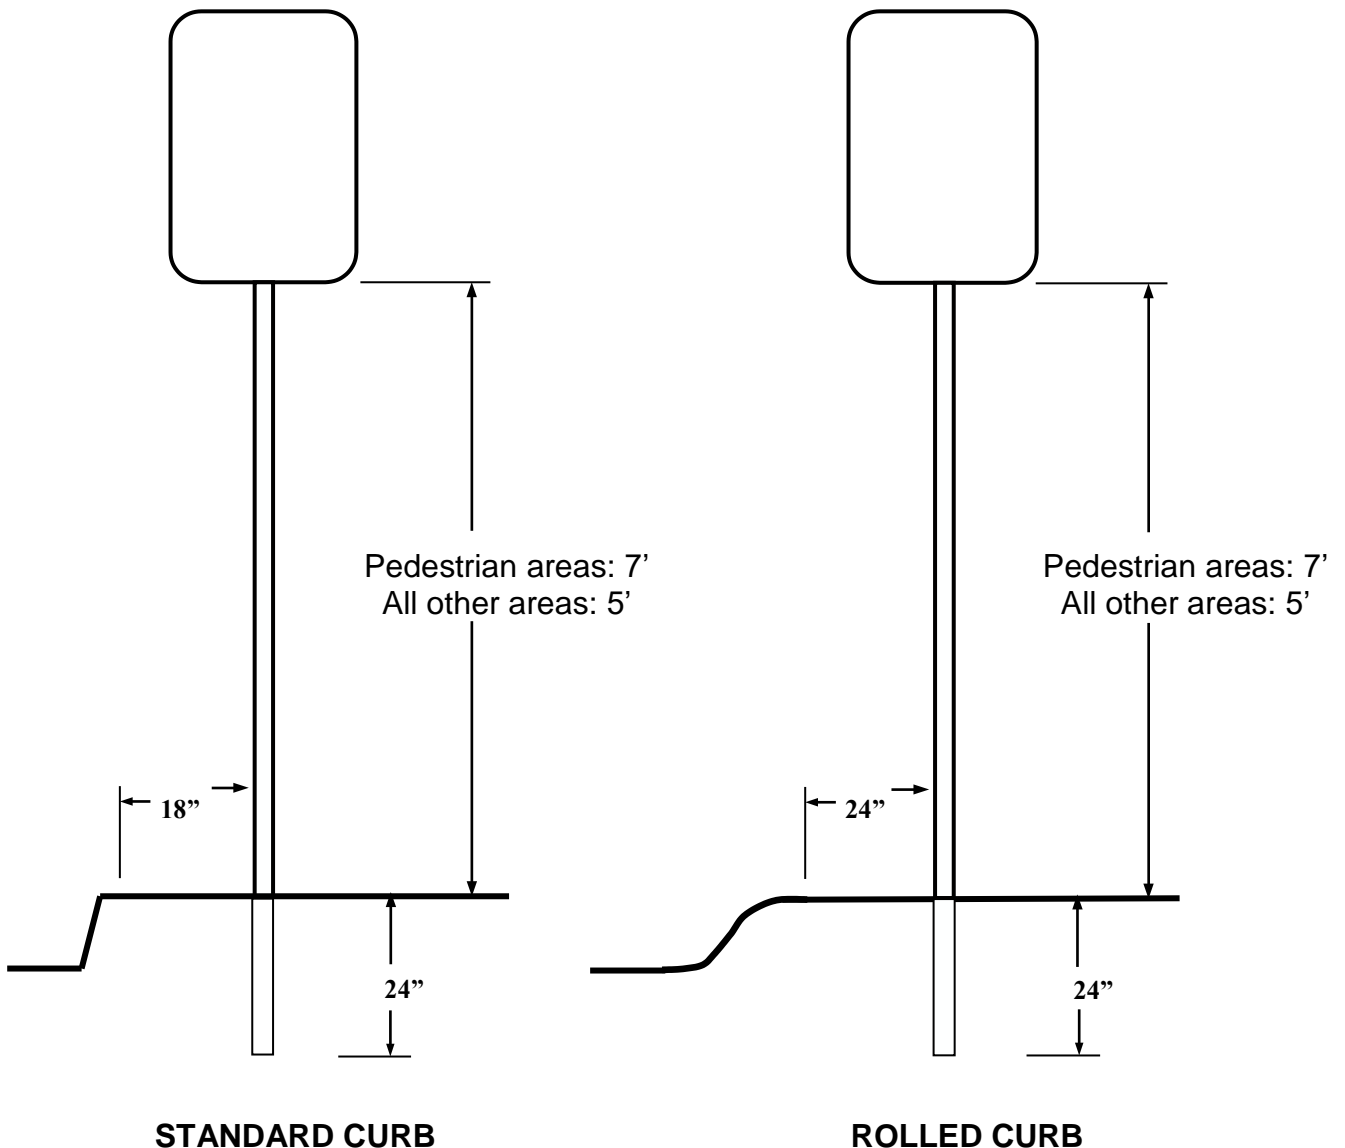 Pedestrian areas: 7’
All other areas: 5’
18”
24”
STANDARD CURB
Pedestrian areas: 7’
All other areas: 5’
24”
24”
ROLLED CURB